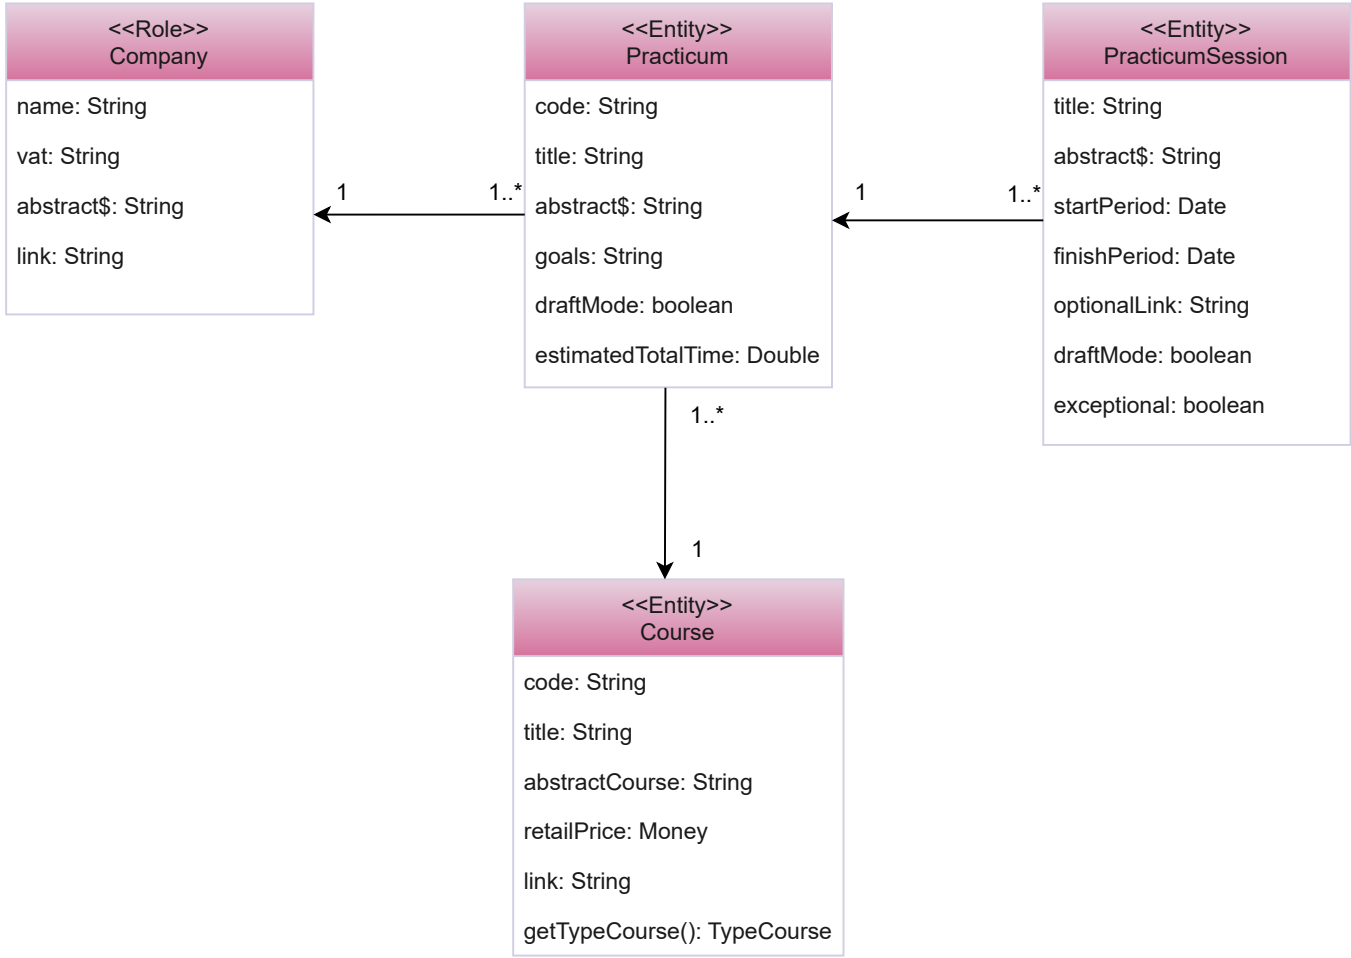 <<Role>>
Company
name: String
vat: String
abstract$: String
link: String
1
1..*
<<Entity>>
Practicum
code: String
title: String
abstract$: String
goals: String
draftMode: boolean
estimatedTotalTime: Double
1
1..*
<<Entity>>
PracticumSession
title: String
abstract$: String
startPeriod: Date
finishPeriod: Date
optionalLink: String
draftMode: boolean
exceptional: boolean
1..*
1
<<Entity>>
Course
code: String
title: String
abstractCourse: String
retailPrice: Money
link: String
getTypeCourse(): TypeCourse